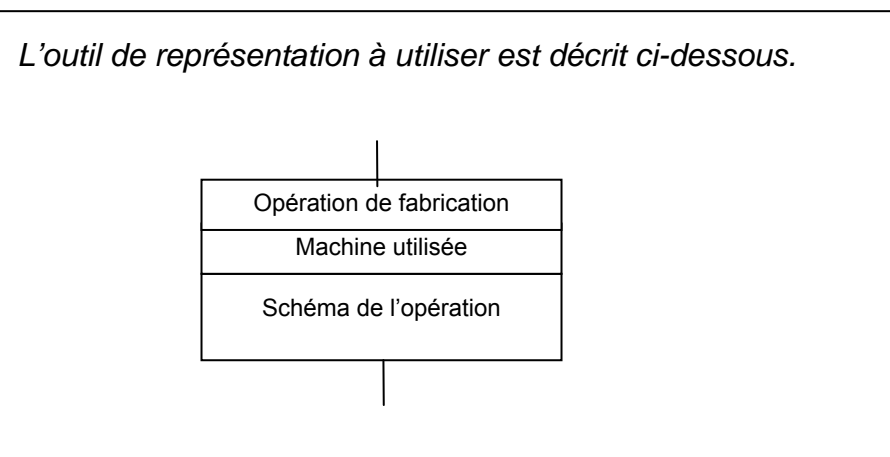 L’outil de représentation à utiliser est décrit ci-dessous.
Opération de fabrication
Machine utilisée
Schéma de l’opération